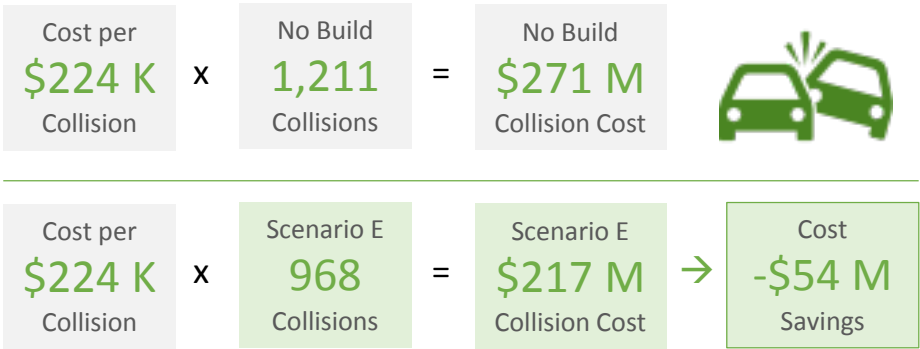 Cost per
$224 K
Collision
x
No Build
1,211
Collisions
=
No Build
$271 M
Collision Cost
Cost per
$224 K
Collision
x
Scenario E
968
Collisions
=
Scenario E
$217 M
Collision Cost
→
Cost
-$54 M
Savings